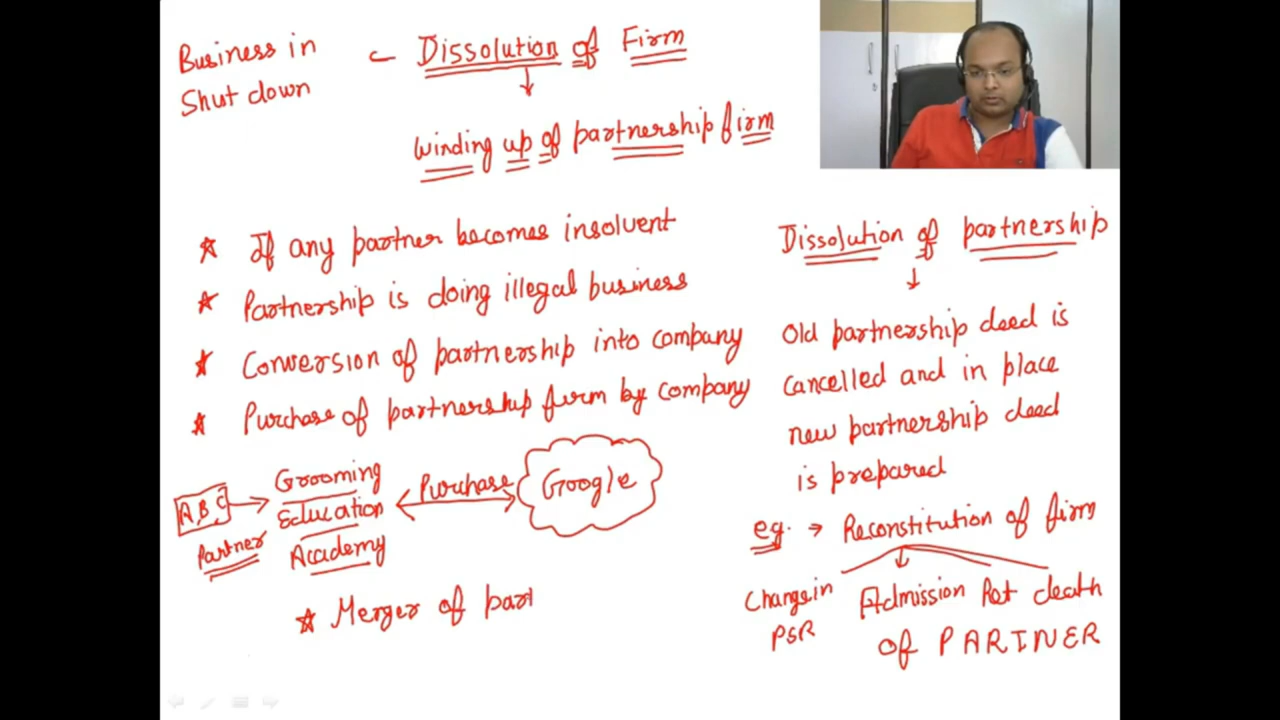 Business in
Shut down
Dissolution of Firm
Winding up of partnership firm
If any partner becomes insolvent
Partnership is doing illegal business
Conversion of partnership into company
Purchase of partnership firm by company
A, B, C
Partner
Grooming
Education
Academy
Purchase
Google
Merger of part
Dissolution of partnership
Old partnership deed is
cancelled and in place
new partnership deed
is prepared
eg. → Reconstitution of firm
Change in
PSR
Admission Ret death
of PARTNER